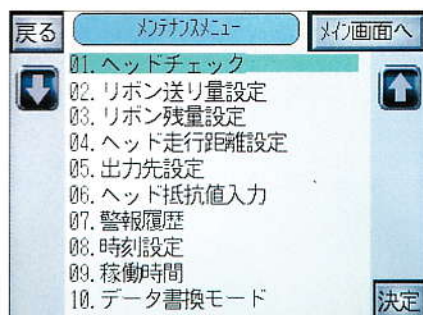 戻る
メンテナンスメニュー
メイン画面へ
01.ヘッドチェック
02.リボン送り量設定
03.リボン残量設定
04.ヘッド走行距離設定
05.出力先設定
06.ヘッド抵抗値入力
07.警報履歴
08.時刻設定
09.稼働時間
10.データ書換モード
決定